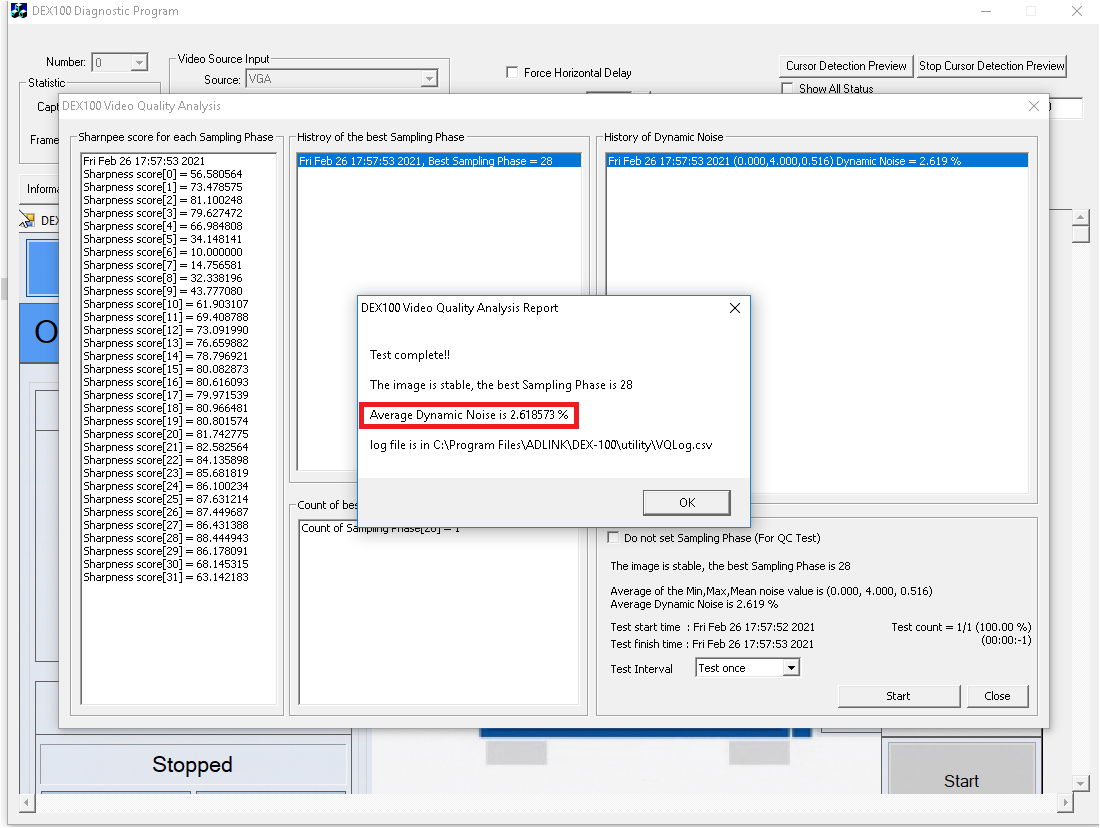 DEX100 Diagnostic Program
Number: 0
Video Source Input
Source: VGA
Force Horizontal Delay
Cursor Detection Preview
Stop Cursor Detection Preview
Show All Status
Statistic
DEX100 Video Quality Analysis
Sharnpee score for each Sampling Phase
Fri Feb 26 17:57:53 2021
Sharpness score[0] = 56.580564
Sharpness score[1] = 73.478575
Sharpness score[2] = 81.100248
Sharpness score[3] = 79.627472
Sharpness score[4] = 66.984808
Sharpness score[5] = 34.148141
Sharpness score[6] = 10.000000
Sharpness score[7] = 14.756581
Sharpness score[8] = 32.338196
Sharpness score[9] = 43.777080
Sharpness score[10] = 61.903107
Sharpness score[11] = 69.408788
Sharpness score[12] = 73.091990
Sharpness score[13] = 76.659882
Sharpness score[14] = 78.796921
Sharpness score[15] = 80.082873
Sharpness score[16] = 80.616093
Sharpness score[17] = 79.971539
Sharpness score[18] = 80.966481
Sharpness score[19] = 80.801574
Sharpness score[20] = 81.742775
Sharpness score[21] = 82.582564
Sharpness score[22] = 84.135898
Sharpness score[23] = 85.681819
Sharpness score[24] = 86.100234
Sharpness score[25] = 87.631214
Sharpness score[26] = 87.449687
Sharpness score[27] = 86.431388
Sharpness score[28] = 88.444943
Sharpness score[29] = 86.178091
Sharpness score[30] = 68.145315
Sharpness score[31] = 63.142183
Histroy of the best Sampling Phase
Fri Feb 26 17:57:53 2021, Best Sampling Phase = 28
History of Dynamic Noise
Fri Feb 26 17:57:53 2021 (0.000,4.000,0.516) Dynamic Noise = 2.619 %
DEX100 Video Quality Analysis Report
Test complete!!
The image is stable, the best Sampling Phase is 28
Average Dynamic Noise is 2.618573 %
log file is in C:\Program Files\ADLINK\DEX-100\utility\VQLog.csv
OK
Count of bes
Count of Sampling Phase[28] = 1
Do not set Sampling Phase (For QC Test)
The image is stable, the best Sampling Phase is 28
Average of the Min,Max,Mean noise value is (0.000, 4.000, 0.516)
Average Dynamic Noise is 2.619 %
Test start time : Fri Feb 26 17:57:52 2021
Test count = 1/1 (100.00 %)
Test finish time : Fri Feb 26 17:57:53 2021
(00:00:-1)
Test Interval
Test once
Start
Close
Capt
Frame
Informa
DEX
O
Stopped
Start